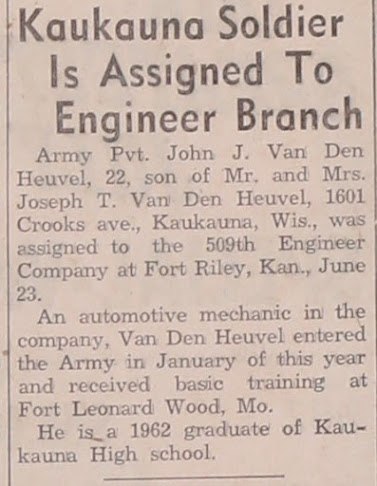 Kaukauna Soldier
Is Assigned To
Engineer Branch
Army Pvt. John J. Van Den
Heuvel, 22, son of Mr. and Mrs.
Joseph T. Van Den Heuvel, 1601
Crooks ave., Kaukauna, Wis., was
assigned to the 509th Engineer
Company at Fort Riley, Kan., June
23.
An automotive mechanic in the
company, Van Den Heuvel entered
the Army in January of this year
and received basic training at
Fort Leonard Wood, Mo.
He is a 1962 graduate of Kau-
kauna High school.